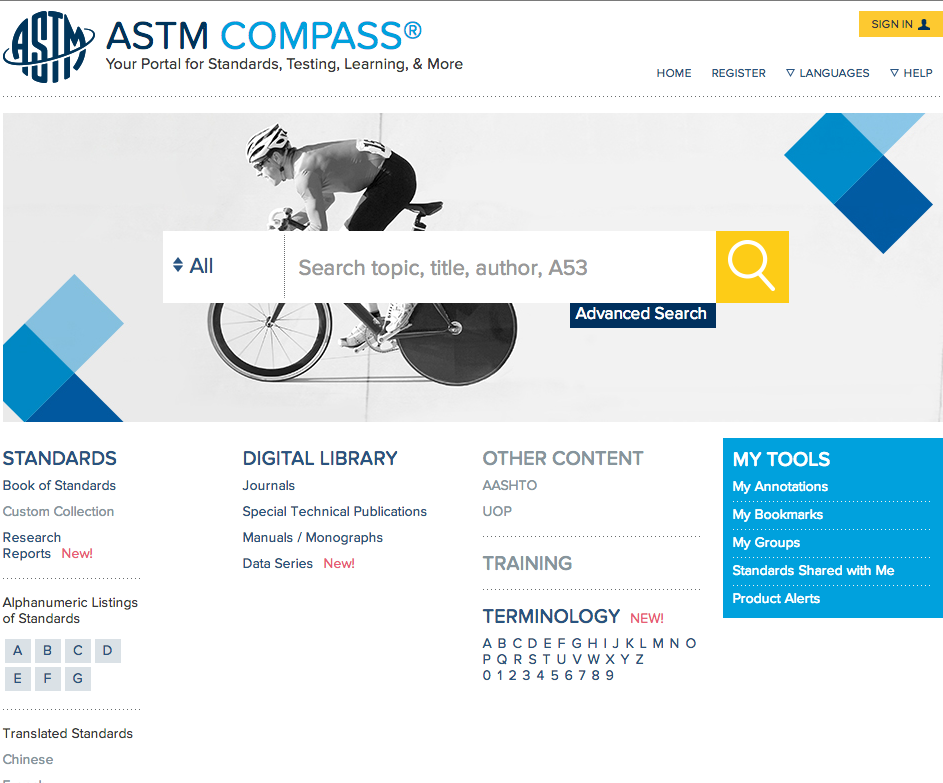 ASTM
ASTM COMPASS®
Your Portal for Standards, Testing, Learning, & More
SIGN IN
HOME
REGISTER
▽ LANGUAGES
▽ HELP
All
Search topic, title, author, A53
Advanced Search
STANDARDS
Book of Standards
Custom Collection
Research
Reports New!
Alphanumeric Listings
of Standards
A B C D
E F G
Translated Standards
Chinese
DIGITAL LIBRARY
Journals
Special Technical Publications
Manuals / Monographs
Data Series New!
OTHER CONTENT
AASHTO
UOP
TRAINING
TERMINOLOGY NEW!
A B C D E F G H I J K L M N O
P Q R S T U V W X Y Z
0 1 2 3 4 5 6 7 8 9
MY TOOLS
My Annotations
My Bookmarks
My Groups
Standards Shared with Me
Product Alerts